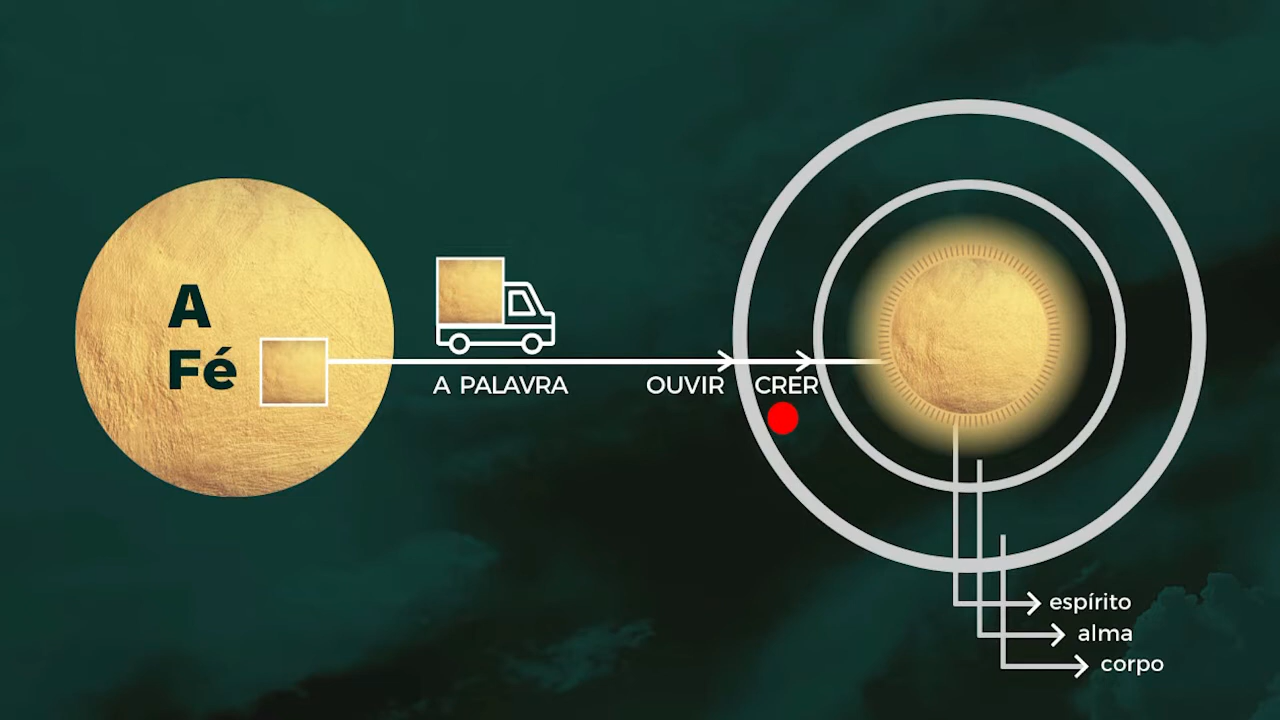 A
Fé
A PALAVRA
OUVIR
CRER
espírito
alma
corpo